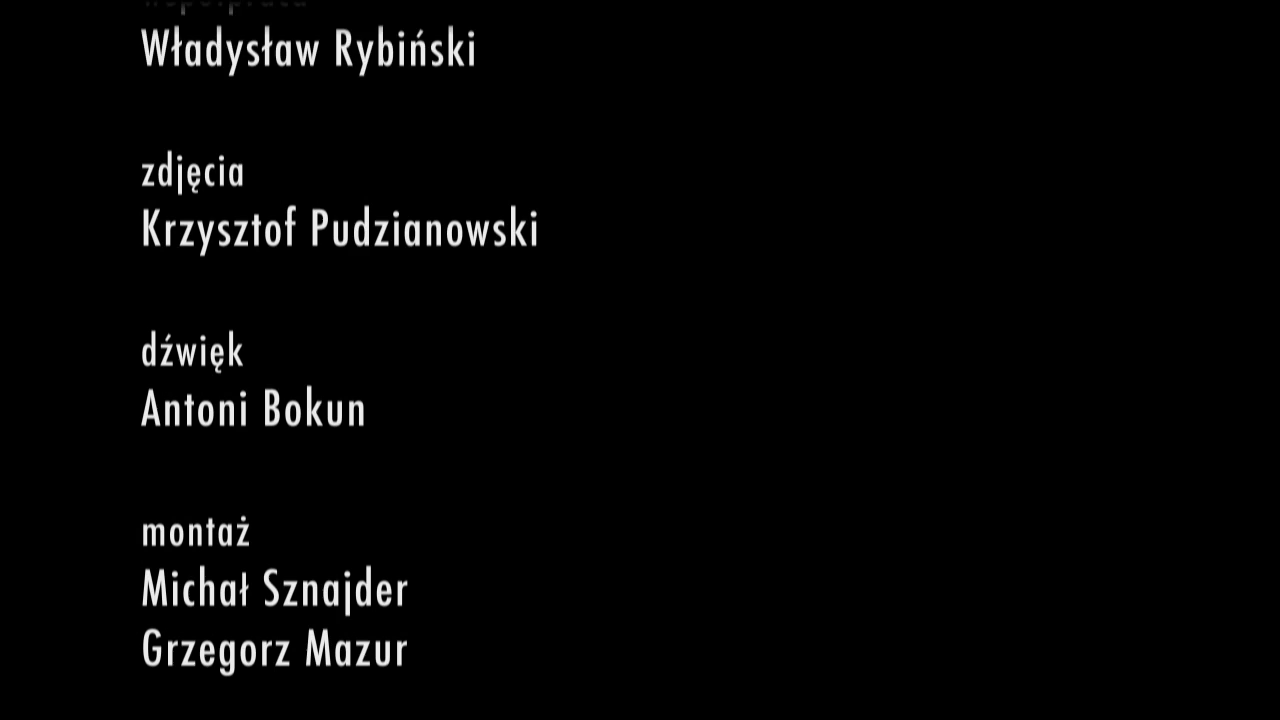 Władysław Rybiński
zdjęcia
Krzysztof Pudzianowski
dźwięk
Antoni Bokun
montaż
Michał Sznajder
Grzegorz Mazur